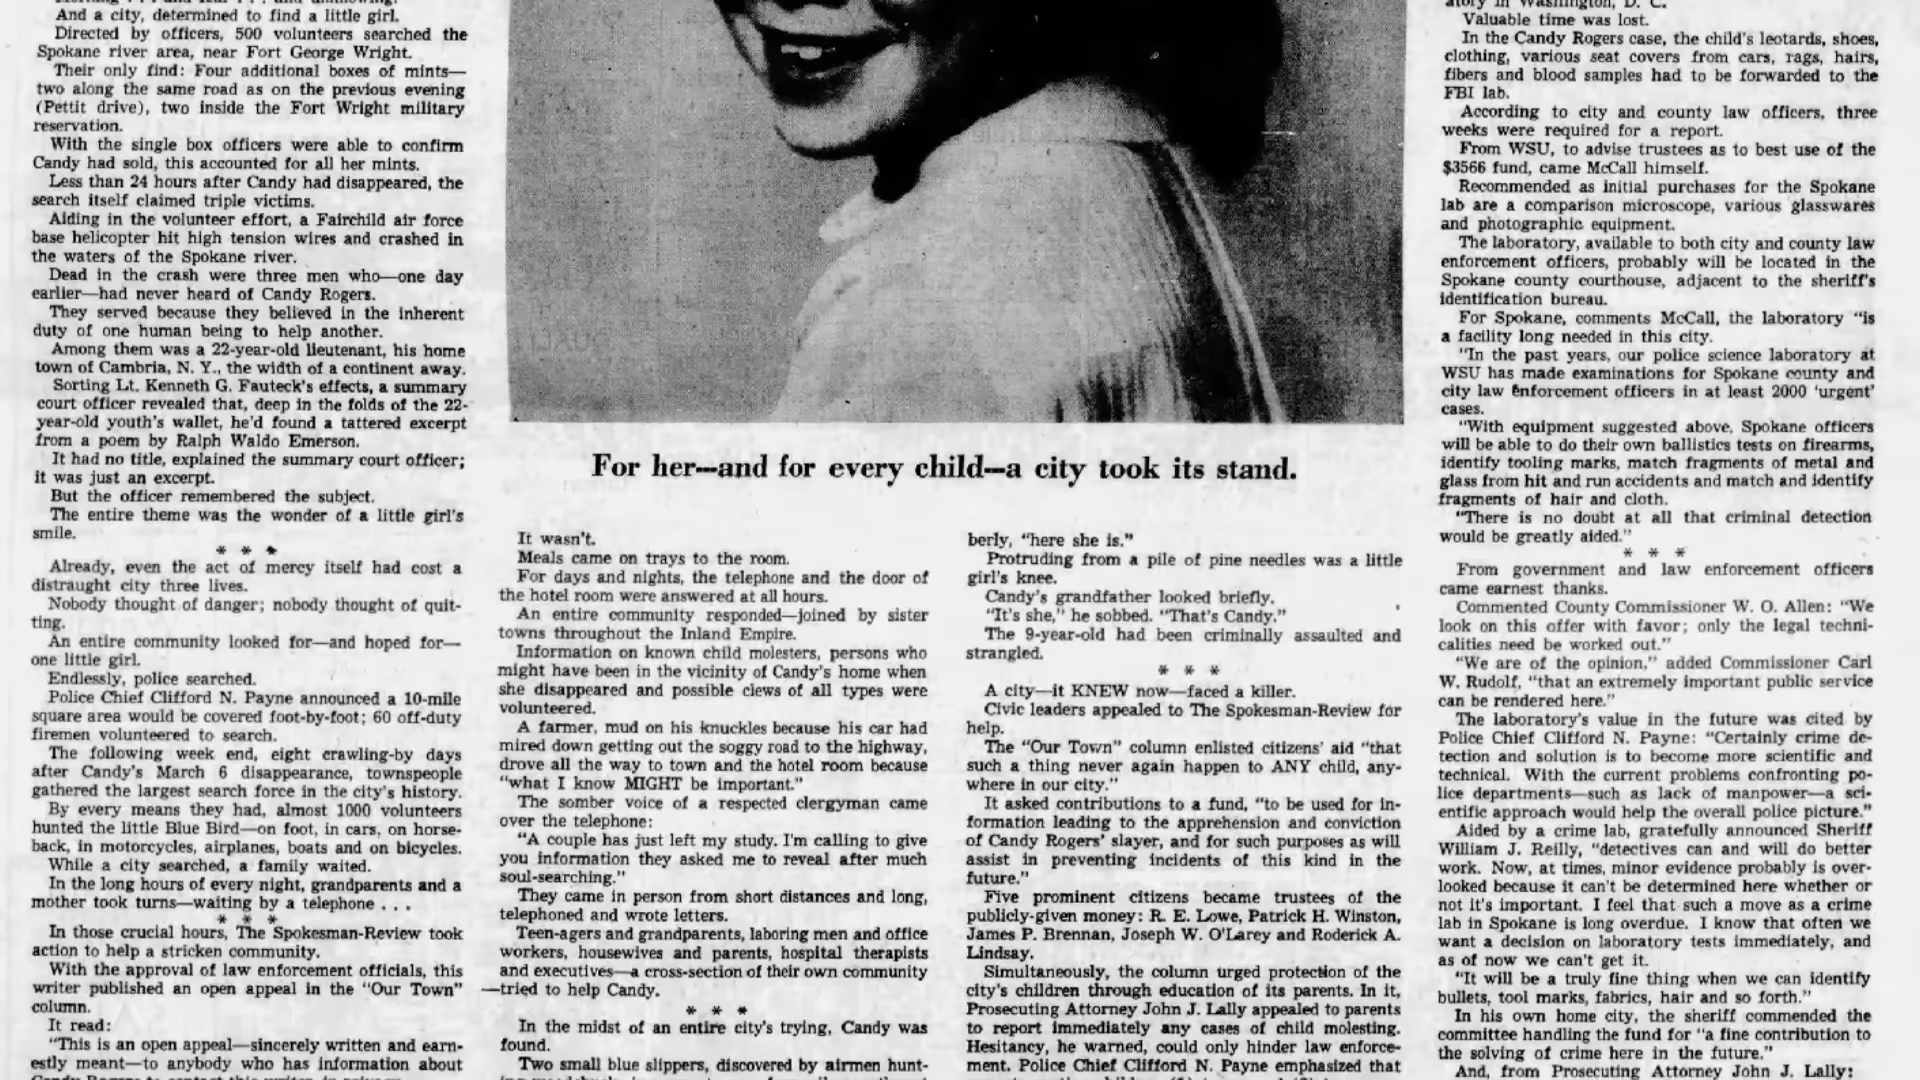 And a city, determined to find a little girl.
Directed by officers, 500 volunteers searched the
Spokane river area, near Fort George Wright.
Their only find: Four additional boxes of mints—
two along the same road as on the previous evening
(Pettit drive), two inside the Fort Wright military
reservation.
With the single box officers were able to confirm
Candy had sold, this accounted for all her mints.
Less than 24 hours after Candy had disappeared, the
search itself claimed triple victims.
Aiding in the volunteer effort, a Fairchild air force
base helicopter hit high tension wires and crashed in
the waters of the Spokane river.
Dead in the crash were three men who—one day
earlier—had never heard of Candy Rogers.
They served because they believed in the inherent
duty of one human being to help another.
Among them was a 22-year-old lieutenant, his home
town of Cambria, N. Y., the width of a continent away.
Sorting Lt. Kenneth G. Fauteck's effects, a summary
court officer revealed that, deep in the folds of the 22-
year-old youth's wallet, he'd found a tattered excerpt
from a poem by Ralph Waldo Emerson.
It had no title, explained the summary court officer;
it was just an excerpt.
But the officer remembered the subject.
The entire theme was the wonder of a little girl's
smile.
* * *
Already, even the act of mercy itself had cost a
distraught city three lives.
Nobody thought of danger; nobody thought of quit-
ting.
An entire community looked for—and hoped for—
one little girl.
Endlessly, police searched.
Police Chief Clifford N. Payne announced a 10-mile
square area would be covered foot-by-foot; 60 off-duty
firemen volunteered to search.
The following week end, eight crawling-by days
after Candy's March 6 disappearance, townspeople
gathered the largest search force in the city's history.
By every means they had, almost 1000 volunteers
hunted the little Blue Bird—on foot, in cars, on horse-
back, in motorcycles, airplanes, boats and on bicycles.
While a city searched, a family waited.
In the long hours of every night, grandparents and a
mother took turns—waiting by a telephone . . .
* * *
In those crucial hours, The Spokesman-Review took
action to help a stricken community.
With the approval of law enforcement officials, this
writer published an open appeal in the "Our Town"
column.
It read:
"This is an open appeal—sincerely written and earn-
estly meant—to anybody who has information about
For her—and for every child—a city took its stand.
It wasn't.
Meals came on trays to the room.
For days and nights, the telephone and the door of
the hotel room were answered at all hours.
An entire community responded—joined by sister
towns throughout the Inland Empire.
Information on known child molesters, persons who
might have been in the vicinity of Candy's home when
she disappeared and possible clews of all types were
volunteered.
A farmer, mud on his knuckles because his car had
mired down getting out the soggy road to the highway,
drove all the way to town and the hotel room because
"what I know MIGHT be important."
The somber voice of a respected clergyman came
over the telephone:
"A couple has just left my study. I'm calling to give
you information they asked me to reveal after much
soul-searching."
They came in person from short distances and long,
telephoned and wrote letters.
Teen-agers and grandparents, laboring men and office
workers, housewives and parents, hospital therapists
and executives—a cross-section of their own community
—tried to help Candy.
* * *
In the midst of an entire city's trying, Candy was
found.
Two small blue slippers, discovered by airmen hunt-
berly, "here she is."
Protruding from a pile of pine needles was a little
girl's knee.
Candy's grandfather looked briefly.
"It's she," he sobbed. "That's Candy."
The 9-year-old had been criminally assaulted and
strangled.
* * *
A city—it KNEW now—faced a killer.
Civic leaders appealed to The Spokesman-Review for
help.
The "Our Town" column enlisted citizens' aid "that
such a thing never again happen to ANY child, any-
where in our city."
It asked contributions to a fund, "to be used for in-
formation leading to the apprehension and conviction
of Candy Rogers' slayer, and for such purposes as will
assist in preventing incidents of this kind in the
future."
Five prominent citizens became trustees of the
publicly-given money: R. E. Lowe, Patrick H. Winston,
James P. Brennan, Joseph W. O'Larey and Roderick A.
Lindsay.
Simultaneously, the column urged protection of the
city's children through education of its parents. In it,
Prosecuting Attorney John J. Lally appealed to parents
to report immediately any cases of child molesting.
Hesitancy, he warned, could only hinder law enforce-
ment. Police Chief Clifford N. Payne emphasized that
atory in Washington, D. C.
Valuable time was lost.
In the Candy Rogers case, the child's leotards, shoes,
clothing, various seat covers from cars, rags, hairs,
fibers and blood samples had to be forwarded to the
FBI lab.
According to city and county law officers, three
weeks were required for a report.
From WSU, to advise trustees as to best use of the
$3566 fund, came McCall himself.
Recommended as initial purchases for the Spokane
lab are a comparison microscope, various glasswares
and photographic equipment.
The laboratory, available to both city and county law
enforcement officers, probably will be located in the
Spokane county courthouse, adjacent to the sheriff's
identification bureau.
For Spokane, comments McCall, the laboratory "is
a facility long needed in this city.
"In the past years, our police science laboratory at
WSU has made examinations for Spokane county and
city law enforcement officers in at least 2000 'urgent'
cases.
"With equipment suggested above, Spokane officers
will be able to do their own ballistics tests on firearms,
identify tooling marks, match fragments of metal and
glass from hit and run accidents and match and identify
fragments of hair and cloth.
"There is no doubt at all that criminal detection
would be greatly aided."
* * *
From government and law enforcement officers
came earnest thanks.
Commented County Commissioner W. O. Allen: "We
look on this offer with favor; only the legal techni-
calities need be worked out."
"We are of the opinion," added Commissioner Carl
W. Rudolf, "that an extremely important public service
can be rendered here."
The laboratory's value in the future was cited by
Police Chief Clifford N. Payne: "Certainly crime de-
tection and solution is to become more scientific and
technical. With the current problems confronting po-
lice departments—such as lack of manpower—a sci-
entific approach would help the overall police picture."
Aided by a crime lab, gratefully announced Sheriff
William J. Reilly, "detectives can and will do better
work. Now, at times, minor evidence probably is over-
looked because it can't be determined here whether or
not it's important. I feel that such a move as a crime
lab in Spokane is long overdue. I know that often we
want a decision on laboratory tests immediately, and
as of now we can't get it.
"It will be a truly fine thing when we can identify
bullets, tool marks, fabrics, hair and so forth."
In his own home city, the sheriff commended the
committee handling the fund for "a fine contribution to
the solving of crime here in the future."
And, from Prosecuting Attorney John J. Lally: